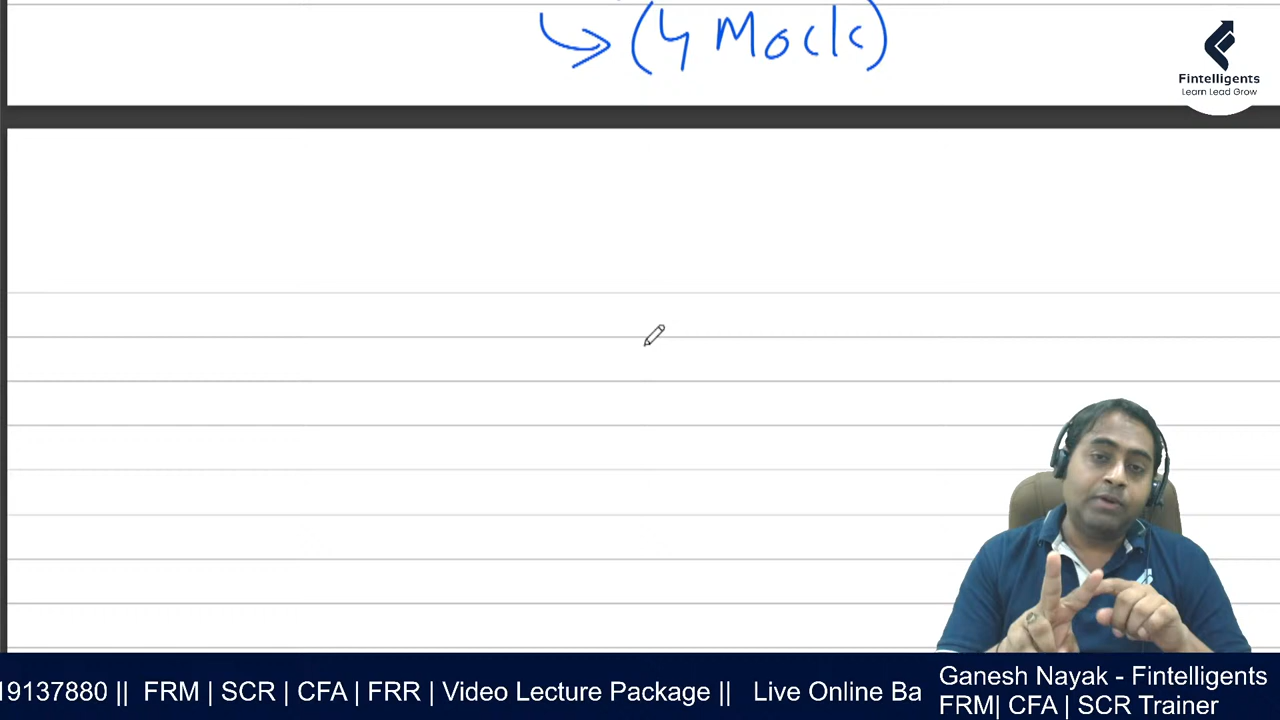 (4 Mock)
Fintelligents
Learn Lead Grow
19137880 || FRM | SCR | CFA | FRR | Video Lecture Package || Live Online Ba
Ganesh Nayak - Fintelligents
FRM| CFA | SCR Trainer